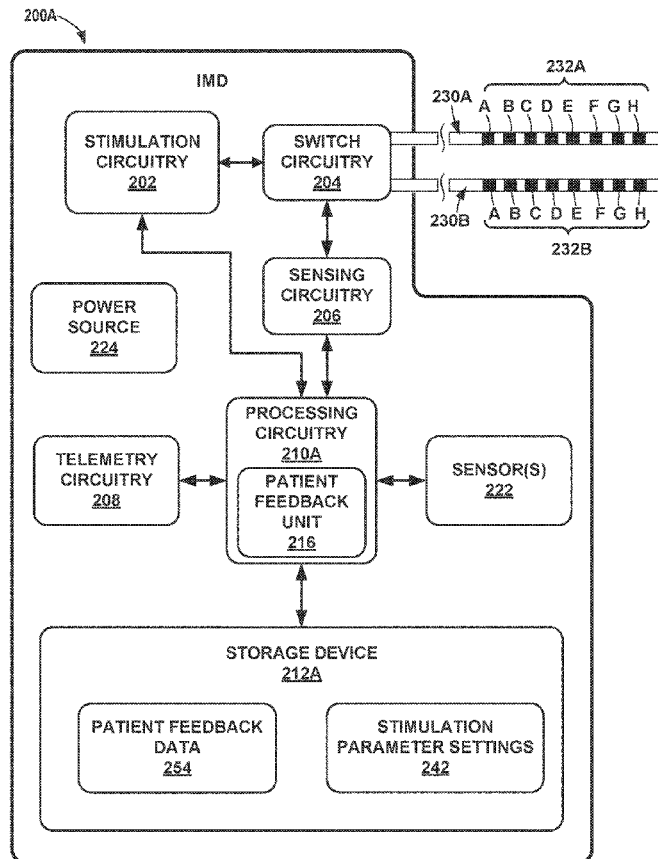 200A
IMD
232A
230A
A B C D E F G H
STIMULATION
CIRCUITRY
202
SWITCH
CIRCUITRY
204
230B
A B C D E F G H
232B
SENSING
CIRCUITRY
206
POWER
SOURCE
224
PROCESSING
CIRCUITRY
210A
PATIENT
FEEDBACK
UNIT
216
TELEMETRY
CIRCUITRY
208
SENSOR(S)
222
STORAGE DEVICE
212A
PATIENT FEEDBACK
DATA
254
STIMULATION
PARAMETER SETTINGS
242